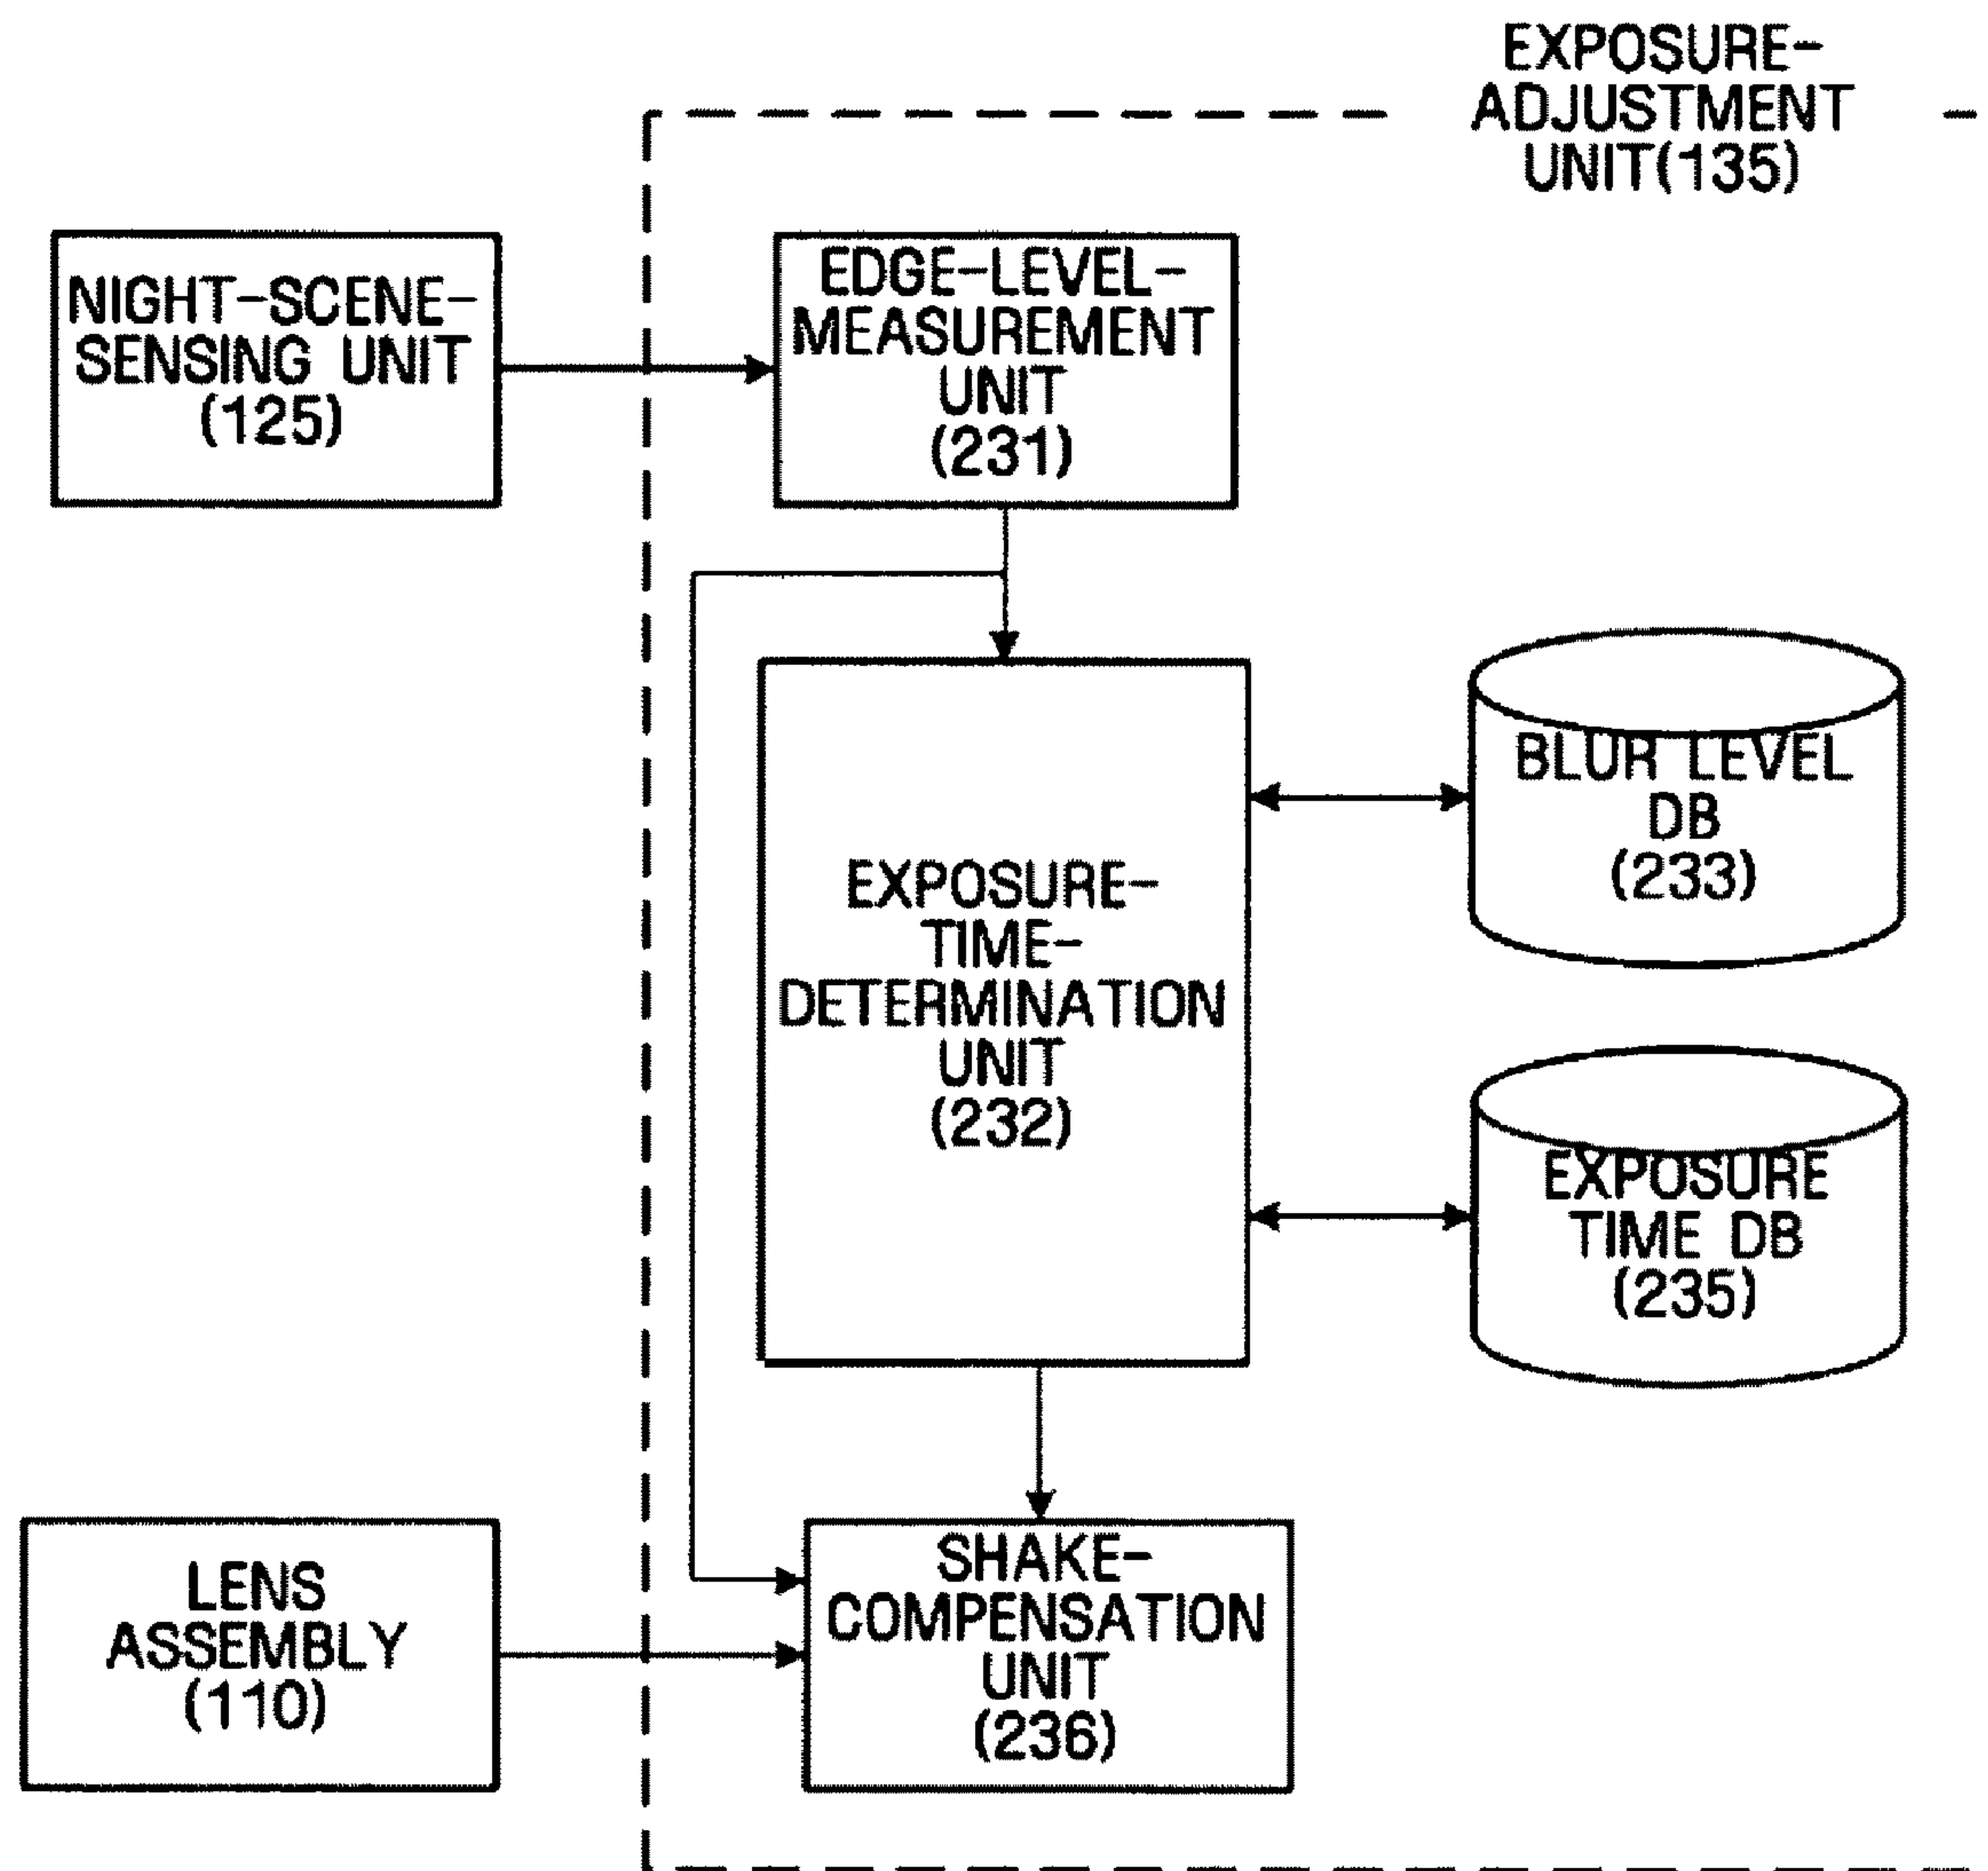 EXPOSURE-
ADJUSTMENT
UNIT(135)
NIGHT-SCENE-
SENSING UNIT
(125)
EDGE-LEVEL-
MEASUREMENT
UNIT
(231)
BLUR LEVEL
DB
(233)
EXPOSURE-
TIME-
DETERMINATION
UNIT
(232)
EXPOSURE
TIME DB
(235)
LENS
ASSEMBLY
(110)
SHAKE-
COMPENSATION
UNIT
(236)